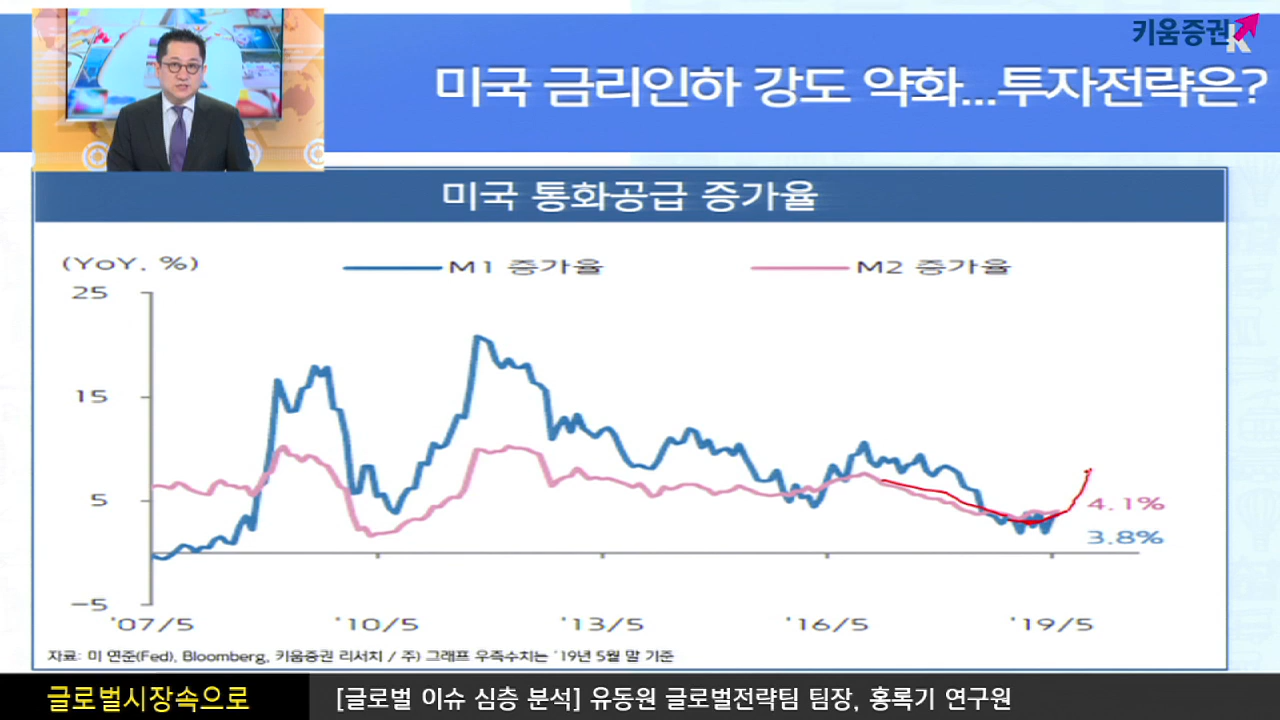 키움증권
미국 금리인하 강도 약화...투자전략은?
미국 통화공급 증가율
(YoY, %)
M1 증가율
M2 증가율
25
15
5
-5
4.1%
3.8%
'07/5
'10/5
'13/5
'16/5
'19/5
자료: 미 연준(Fed), Bloomberg, 키움증권 리서치 / 주) 그래프 우측수치는 '19년 5월 말 기준
글로벌시장속으로
[글로벌 이슈 심층 분석] 유동원 글로벌전략팀 팀장, 홍록기 연구원